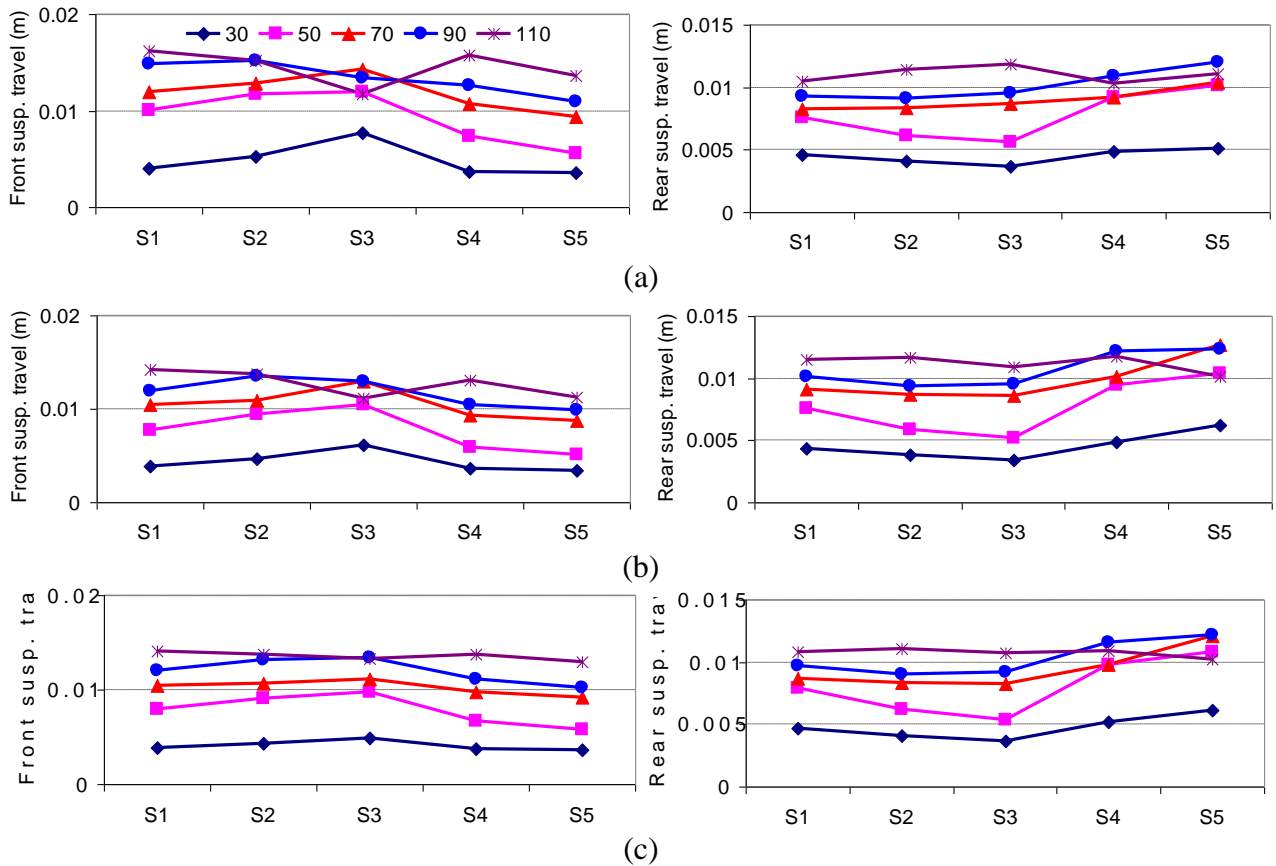 0.02
30 50 70 90 110
0.01
0
Front susp. travel (m)
S1 S2 S3 S4 S5
0.015
0.01
0.005
0
Rear susp. travel (m)
S1 S2 S3 S4 S5
(a)
0.02
0.01
0
Front susp. travel (m)
S1 S2 S3 S4 S5
0.015
0.01
0.005
0
Rear susp. travel (m)
S1 S2 S3 S4 S5
(b)
0.02
0.01
0
Front susp. tra
S1 S2 S3 S4 S5
0.015
0.01
0.005
0
Rear susp. tra
S1 S2 S3 S4 S5
(c)